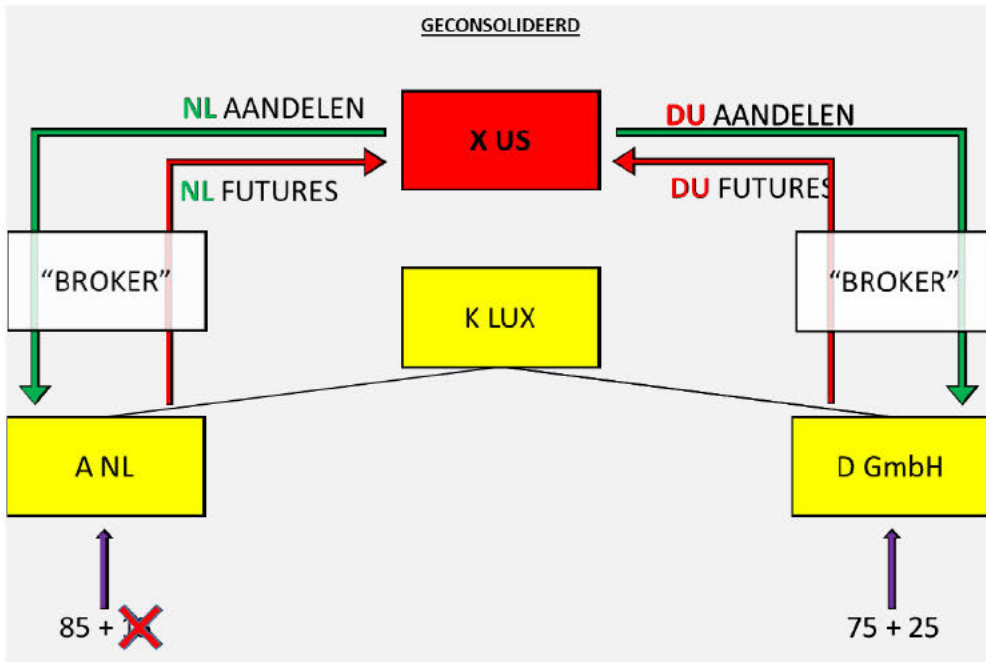 GECONSOLIDEERD
NL AANDELEN
DU AANDELEN
X US
NL FUTURES
DU FUTURES
“BROKER”
“BROKER”
K LUX
A NL
D GmbH
85 +
75 + 25